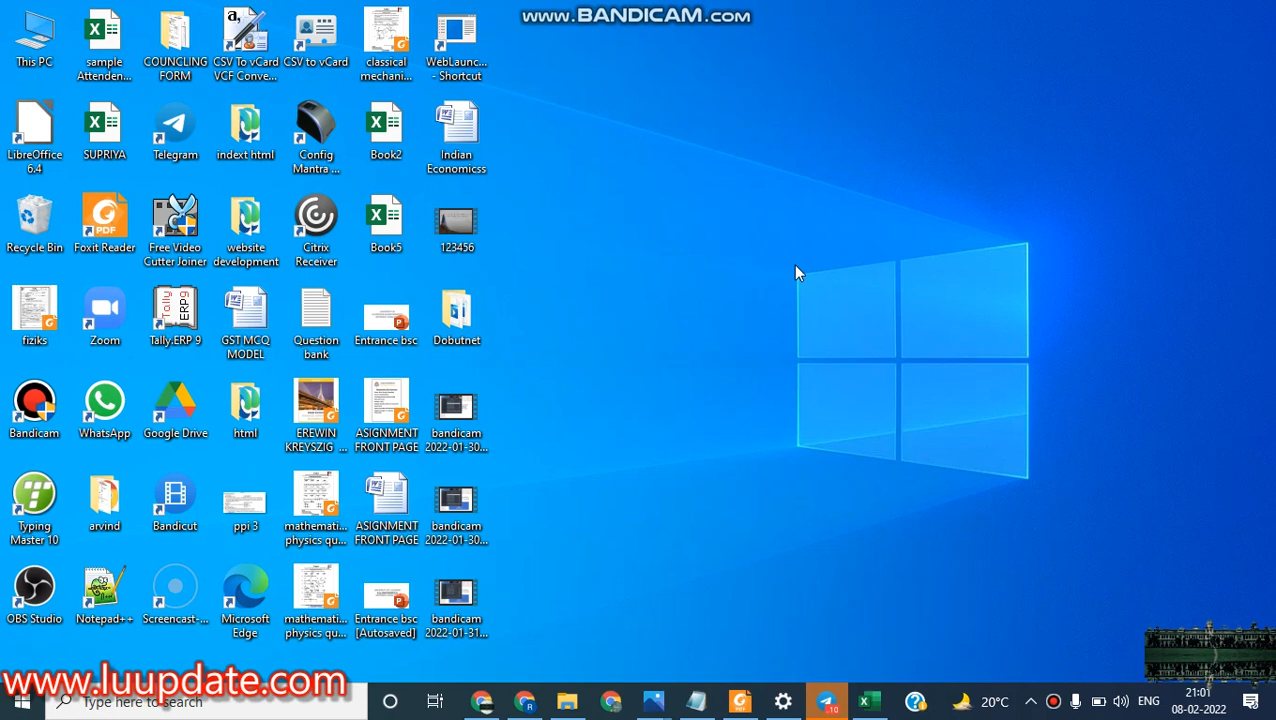 www.BANDICAM.com
This PC
sample
Attenden...
COUNCLING
FORM
CSV To vCard
VCF Conve...
CSV to vCard
classical
mechani...
WebLaunc...
- Shortcut
LibreOffice
6.4
SUPRIYA
Telegram
indext html
Config
Mantra ...
Book2
Indian
Economicss
Recycle Bin
Foxit Reader
Free Video
Cutter Joiner
website
development
Citrix
Receiver
Book5
123456
fiziks
Zoom
Tally.ERP 9
GST MCQ
MODEL
Question
bank
Entrance bsc
Dobutnet
Bandicam
WhatsApp
Google Drive
html
EREWIN
KREYSZIG ...
ASIGNMENT
FRONT PAGE
bandicam
2022-01-30...
Typing
Master 10
arvind
Bandicut
ppi 3
mathemati...
physics qu...
ASIGNMENT
FRONT PAGE
bandicam
2022-01-30...
OBS Studio
Notepad++
Screencast-...
Microsoft
Edge
mathemati...
physics qu...
Entrance bsc
[Autosaved]
bandicam
2022-01-31...
www.luupdate.com
Type here to search
10
20°C
ENG
21:01
08-02-2022